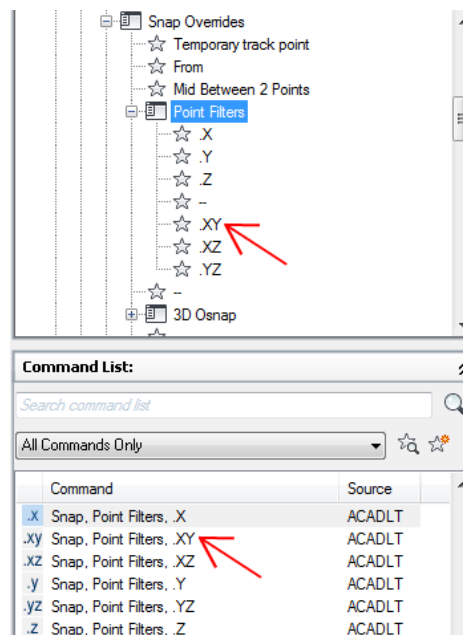 Snap Overrides
Temporary track point
From
Mid Between 2 Points
Point Filters
.X
.Y
.Z
--
.XY
.XZ
.YZ
--
3D Osnap
Command List:
Search command list
All Commands Only
Command Source
.X Snap, Point Filters, .X ACADLT
.XY Snap, Point Filters, .XY ACADLT
.XZ Snap, Point Filters, .XZ ACADLT
.y Snap, Point Filters, .Y ACADLT
.yz Snap, Point Filters, .YZ ACADLT
.z Snap, Point Filters, .Z ACADLT